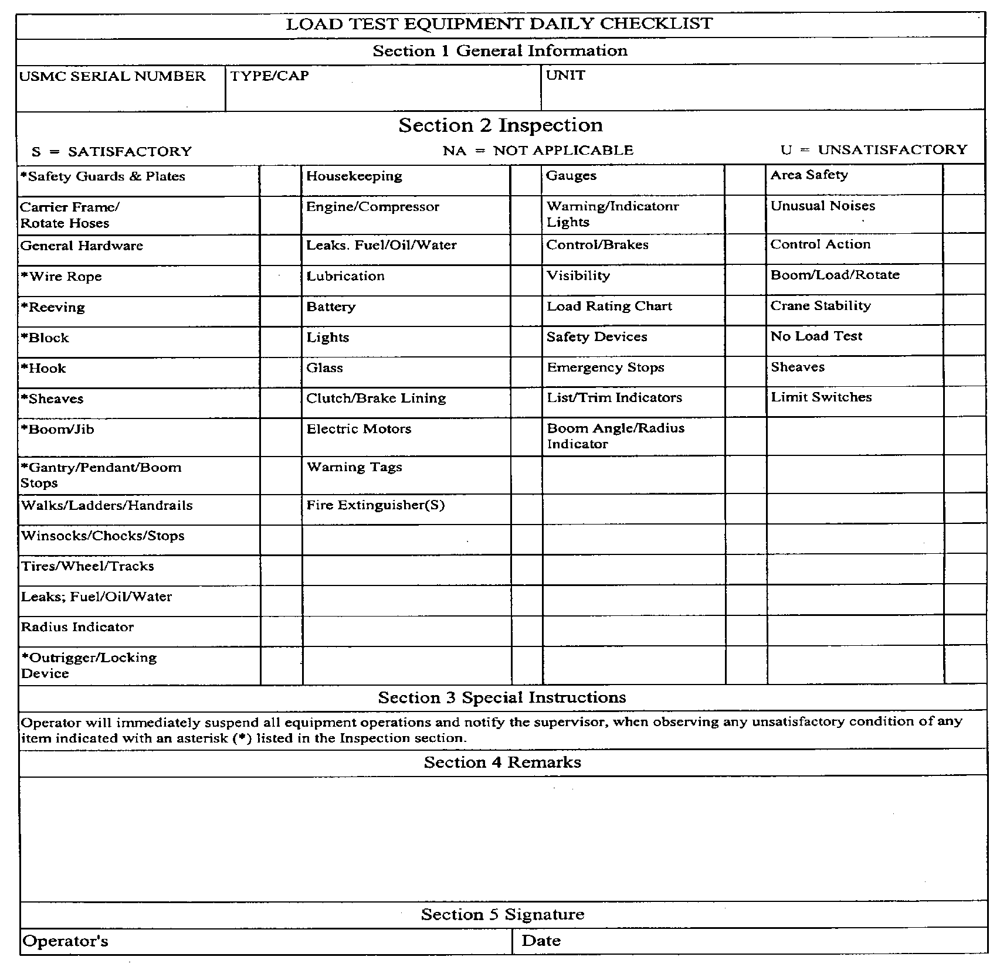 LOAD TEST EQUIPMENT DAILY CHECKLIST
Section 1 General Information
USMC SERIAL NUMBER TYPE/CAP UNIT
Section 2 Inspection
S = SATISFACTORY NA = NOT APPLICABLE U = UNSATISFACTORY
*Safety Guards & Plates Housekeeping Gauges Area Safety
Carrier Frame/ Engine/Compressor Warning/Indicatonr Unusual Noises
Rotate Hoses Lights
General Hardware Leaks. Fuel/Oil/Water Control/Brakes Control Action
*Wire Rope Lubrication Visibility Boom/Load/Rotate
*Reeving Battery Load Rating Chart Crane Stability
*Block Lights Safety Devices No Load Test
*Hook Glass Emergency Stops Sheaves
*Sheaves Clutch/Brake Lining List/Trim Indicators Limit Switches
*Boom/Jib Electric Motors Boom Angle/Radius
Indicator
*Gantry/Pendant/Boom Warning Tags
Stops
Walks/Ladders/Handrails Fire Extinguisher(S)
Winsocks/Chocks/Stops
Tires/Wheel/Tracks
Leaks; Fuel/Oil/Water
Radius Indicator
*Outrigger/Locking
Device
Section 3 Special Instructions
Operator will immediately suspend all equipment operations and notify the supervisor, when observing any unsatisfactory condition of any
item indicated with an asterisk (*) listed in the Inspection section.
Section 4 Remarks
Section 5 Signature
Operator's Date